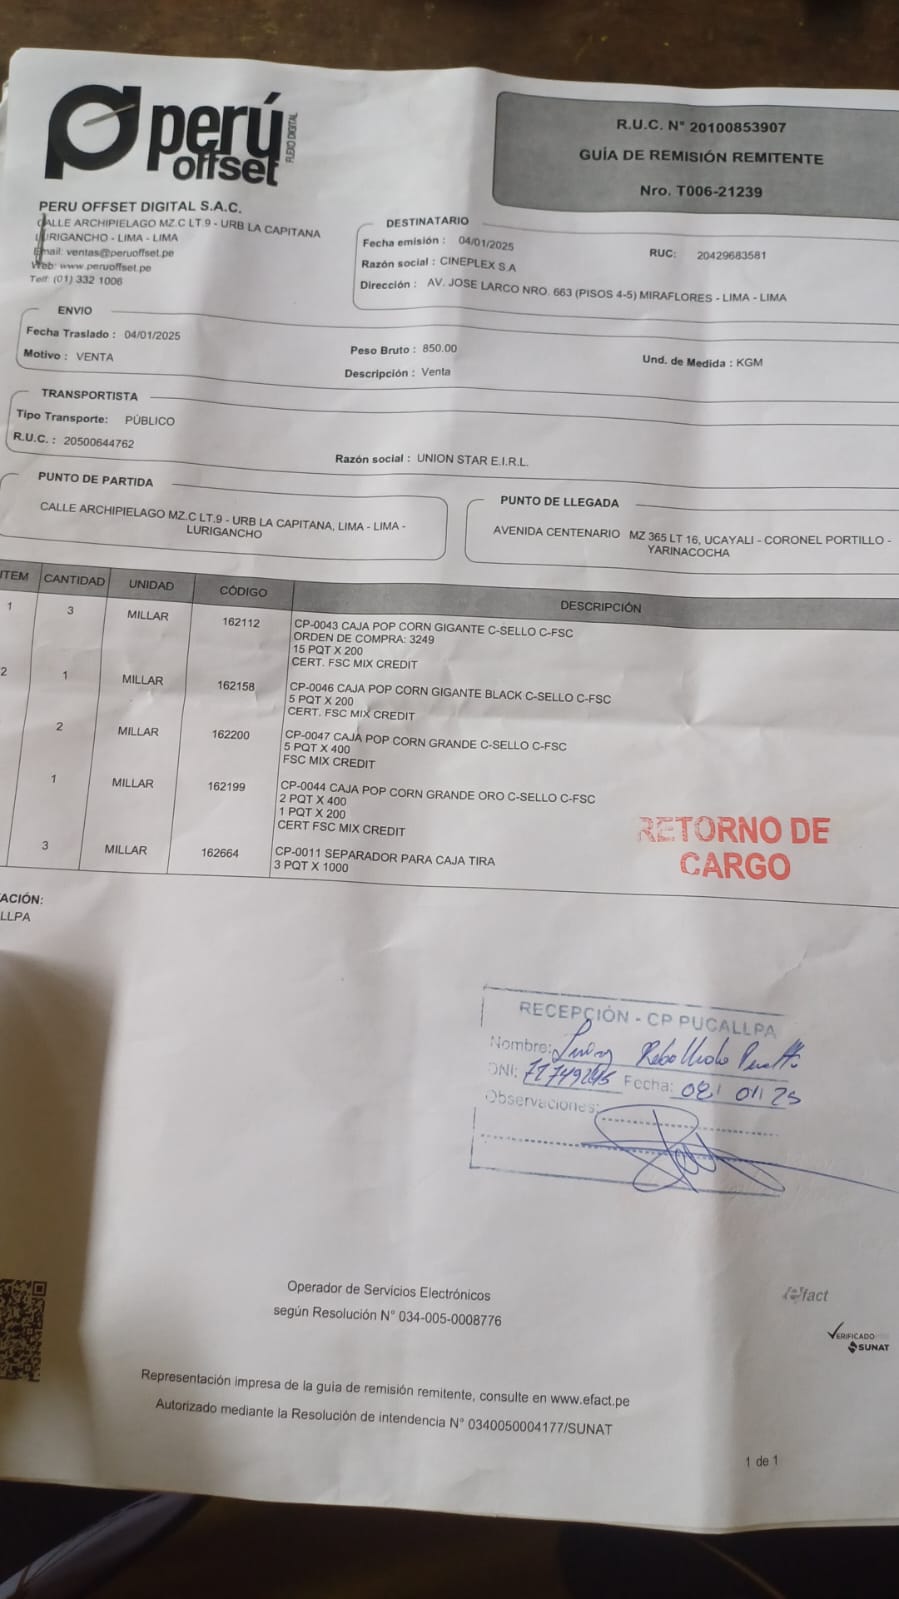 perú
offset
FLEXO DIGITAL
R.U.C. N° 20100853907
GUÍA DE REMISIÓN REMITENTE
Nro. T006-21239
PERU OFFSET DIGITAL S.A.C.
CALLE ARCHIPIELAGO MZ.C LT.9 - URB LA CAPITANA
LURIGANCHO - LIMA - LIMA
Email: ventas@peruoffset.pe
Web: www.peruoffset.pe
Telf: (01) 332 1006
DESTINATARIO
Fecha emisión : 04/01/2025
RUC: 20429683581
Razón social : CINEPLEX S.A
Dirección : AV. JOSE LARCO NRO. 663 (PISOS 4-5) MIRAFLORES - LIMA - LIMA
ENVIO
Fecha Traslado : 04/01/2025
Peso Bruto : 850.00
Und. de Medida : KGM
Motivo : VENTA
Descripción : Venta
TRANSPORTISTA
Tipo Transporte: PÚBLICO
R.U.C. : 20500644762
Razón social : UNION STAR E.I.R.L.
PUNTO DE PARTIDA
CALLE ARCHIPIELAGO MZ.C LT.9 - URB LA CAPITANA, LIMA - LIMA -
LURIGANCHO
PUNTO DE LLEGADA
AVENIDA CENTENARIO MZ 365 LT 16, UCAYALI - CORONEL PORTILLO -
YARINACOCHA
ITEM CANTIDAD UNIDAD CÓDIGO DESCRIPCIÓN
1 3 MILLAR 162112 CP-0043 CAJA POP CORN GIGANTE C-SELLO C-FSC
ORDEN DE COMPRA: 3249
15 PQT X 200
CERT. FSC MIX CREDIT
2 1 MILLAR 162158 CP-0046 CAJA POP CORN GIGANTE BLACK C-SELLO C-FSC
5 PQT X 200
CERT. FSC MIX CREDIT
2 MILLAR 162200 CP-0047 CAJA POP CORN GRANDE C-SELLO C-FSC
5 PQT X 400
FSC MIX CREDIT
1 MILLAR 162199 CP-0044 CAJA POP CORN GRANDE ORO C-SELLO C-FSC
2 PQT X 400
1 PQT X 200
CERT FSC MIX CREDIT
3 MILLAR 162664 CP-0011 SEPARADOR PARA CAJA TIRA
3 PQT X 1000
RETORNO DE
CARGO
ACIÓN:
LLPA
RECEPCIÓN - CP PUCALLPA
Nombre:
DNI: Fecha: 08 01 25
Observaciones:
Operador de Servicios Electrónicos
según Resolución N° 034-005-0008776
efact
VERIFICADO
SUNAT
Representación impresa de la guia de remisión remitente, consulte en www.efact.pe
Autorizado mediante la Resolución de intendencia N° 0340050004177/SUNAT
1 de 1